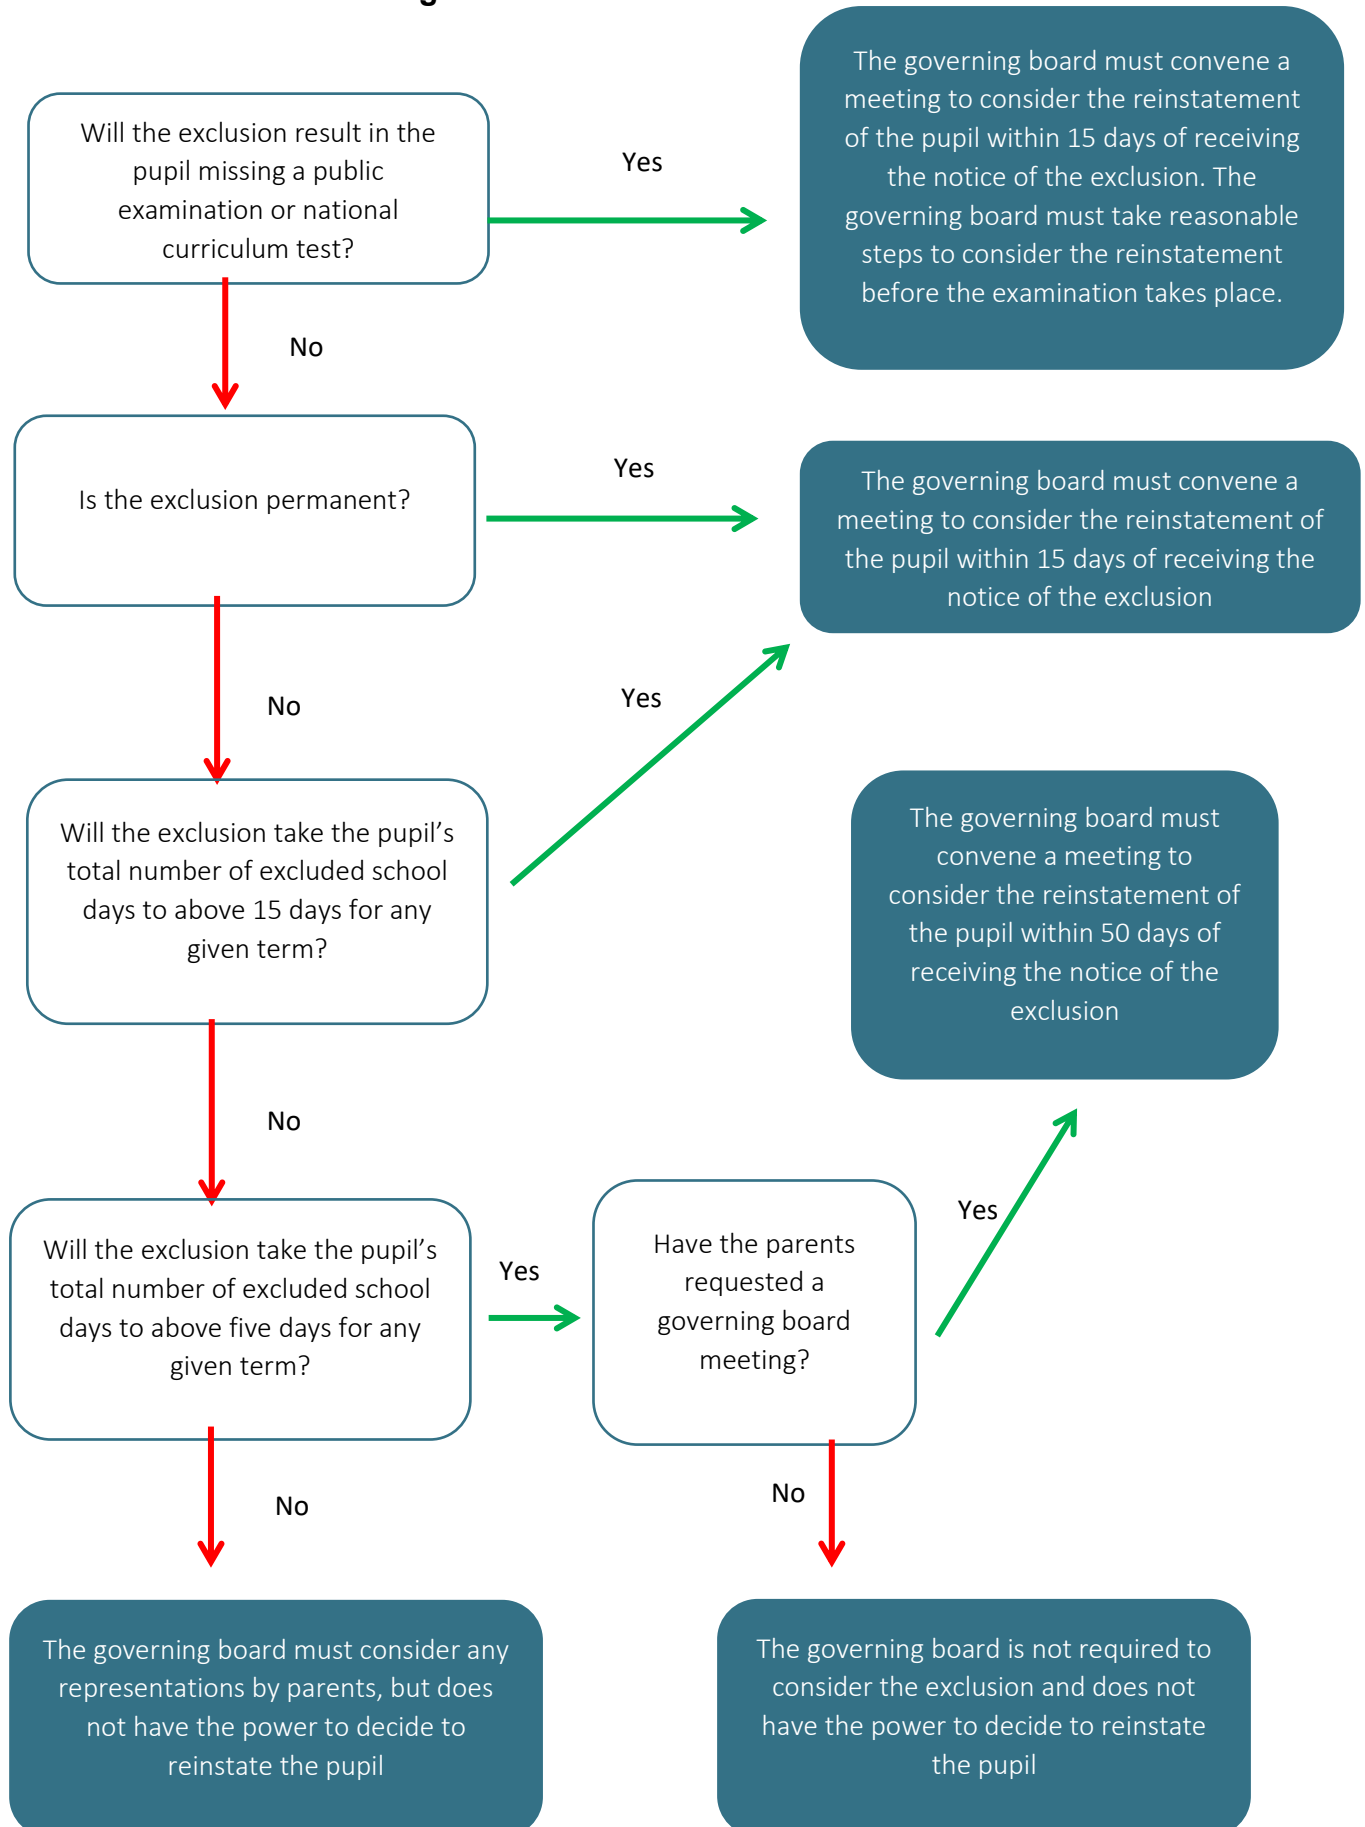 Will the exclusion result in the
pupil missing a public
examination or national
curriculum test?
Yes
The governing board must convene a
meeting to consider the reinstatement
of the pupil within 15 days of receiving
the notice of the exclusion. The
governing board must take reasonable
steps to consider the reinstatement
before the examination takes place.
No
Is the exclusion permanent?
Yes
The governing board must convene a
meeting to consider the reinstatement of
the pupil within 15 days of receiving the
notice of the exclusion
No
Yes
Will the exclusion take the pupil’s
total number of excluded school
days to above 15 days for any
given term?
The governing board must
convene a meeting to
consider the reinstatement of
the pupil within 50 days of
receiving the notice of the
exclusion
No
Will the exclusion take the pupil’s
total number of excluded school
days to above five days for any
given term?
Yes
Have the parents
requested a
governing board
meeting?
Yes
No
No
The governing board must consider any
representations by parents, but does
not have the power to decide to
reinstate the pupil
The governing board is not required to
consider the exclusion and does not
have the power to decide to reinstate
the pupil